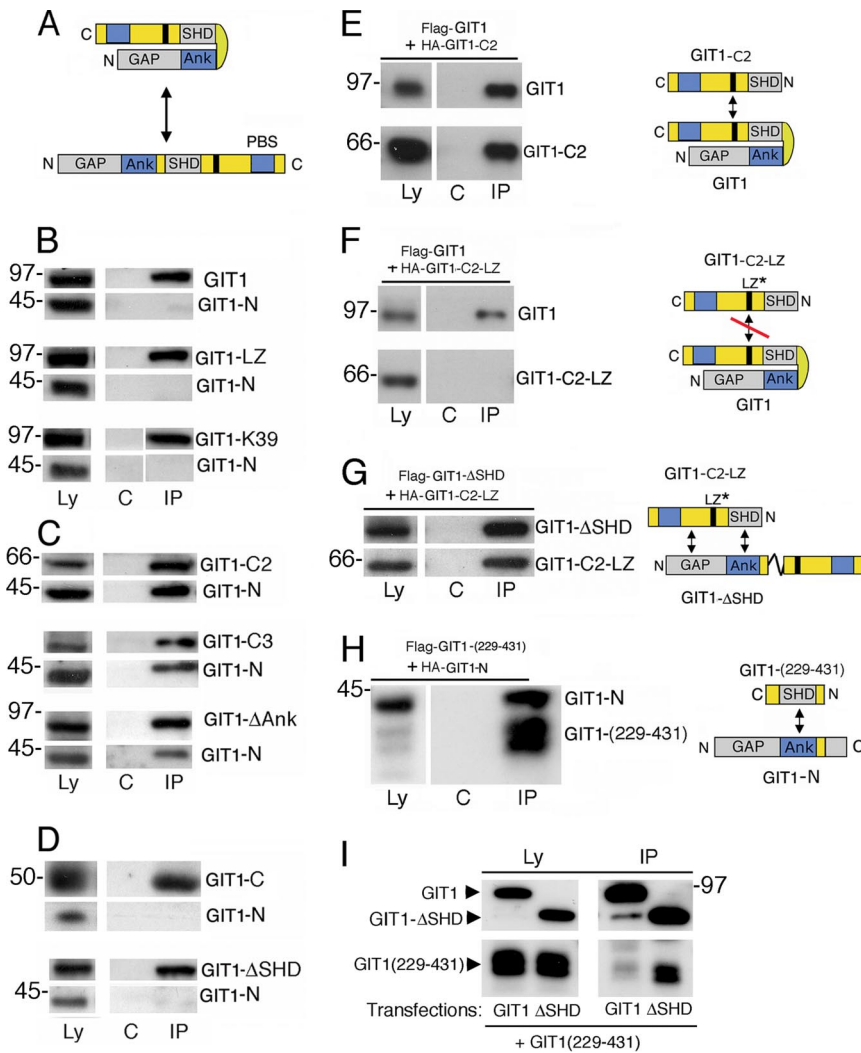 A
C SHD
N GAP Ank
PBS
N GAP Ank SHD C
B
97- GIT1
45- GIT1-N
97- GIT1-LZ
45- GIT1-N
97- GIT1-K39
45- GIT1-N
Ly C IP
C
66- GIT1-C2
45- GIT1-N
GIT1-C3
45- GIT1-N
97- GIT1-ΔAnk
45- GIT1-N
Ly C IP
D
50- GIT1-C
GIT1-N
GIT1-ΔSHD
45- GIT1-N
Ly C IP
E
Flag-GIT1
+ HA-GIT1-C2
97- GIT1
66- GIT1-C2
Ly C IP
GIT1-C2
C SHD N
C SHD
N GAP Ank
GIT1
F
Flag-GIT1
+ HA-GIT1-C2-LZ
97- GIT1
66- GIT1-C2-LZ
Ly C IP
GIT1-C2-LZ
LZ*
C SHD N
C SHD
N GAP Ank
GIT1
G
Flag-GIT1-ΔSHD
+ HA-GIT1-C2-LZ
GIT1-ΔSHD
66- GIT1-C2-LZ
Ly C IP
GIT1-C2-LZ
LZ*
C SHD N
N GAP Ank
GIT1-ΔSHD
H
Flag-GIT1-(229-431)
+ HA-GIT1-N
45- GIT1-N
GIT1-(229-431)
Ly C IP
GIT1-(229-431)
C SHD N
N GAP Ank C
GIT1-N
I
Ly IP
GIT1 -97
GIT1-ΔSHD
GIT1(229-431)
Transfections: GIT1 ΔSHD GIT1 ΔSHD
+ GIT1(229-431)